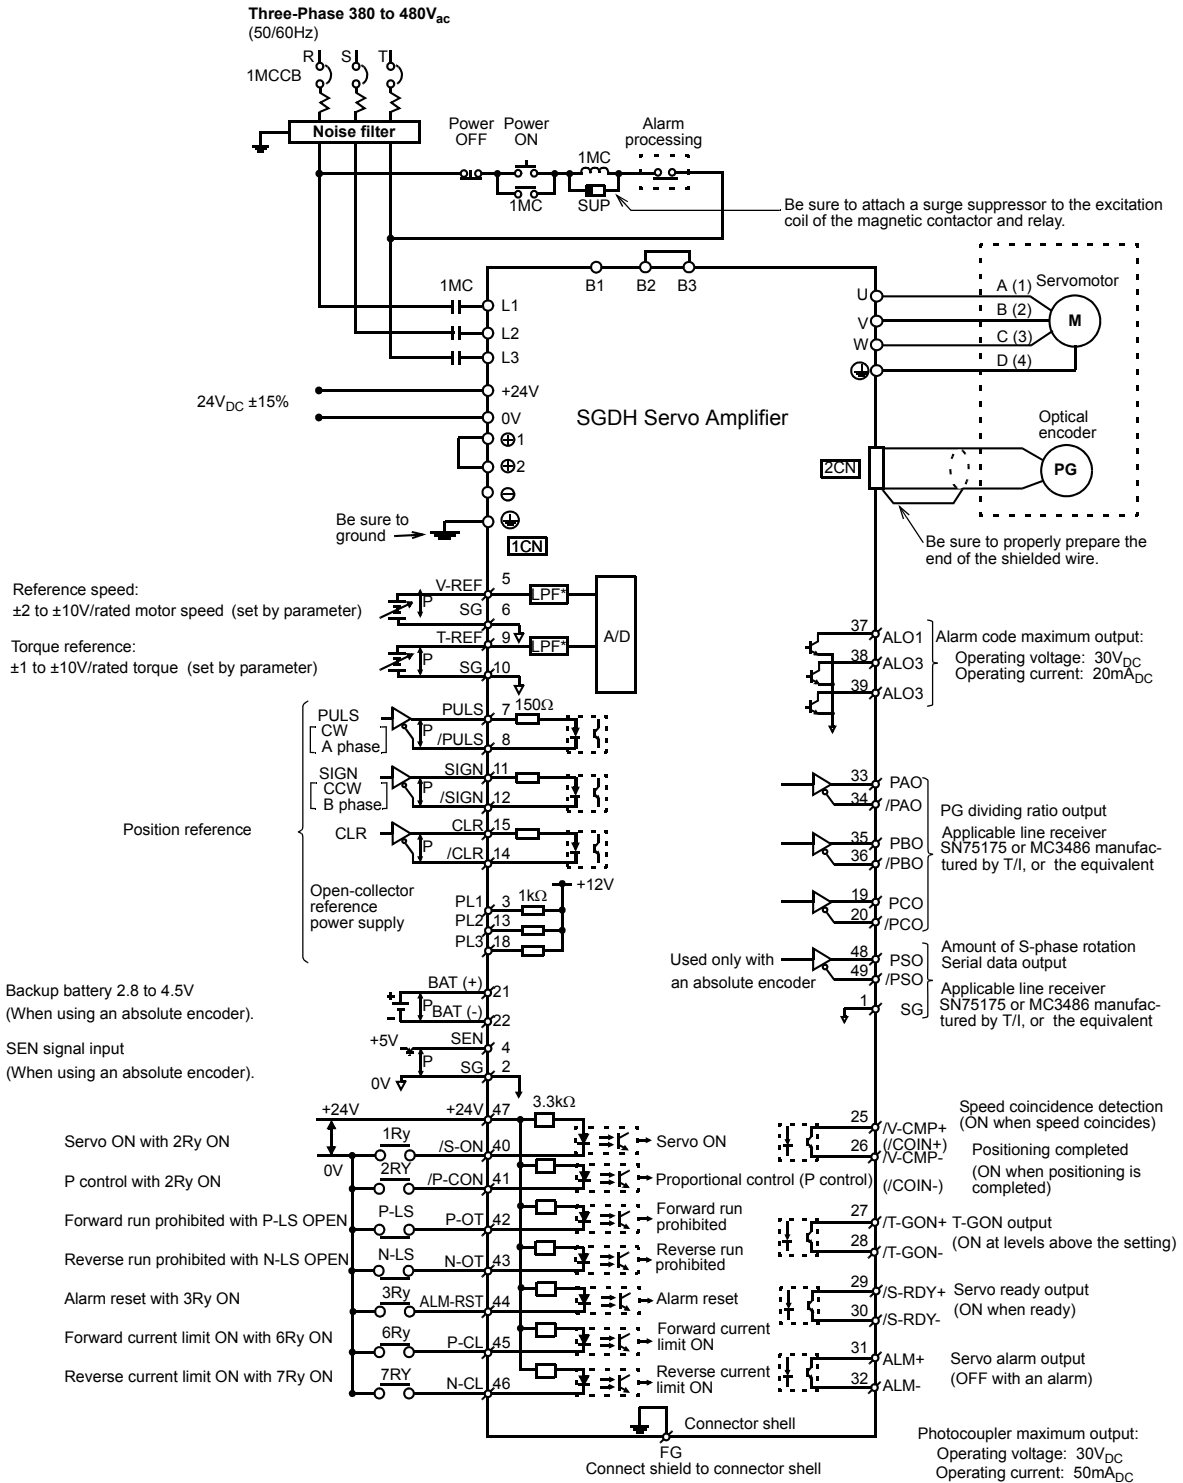 Three-Phase 380 to 480Vac
(50/60Hz)
R S T
1MCCB
Noise filter
Power OFF
Power ON
1MC
Alarm processing
1MC
SUP
Be sure to attach a surge suppressor to the excitation
coil of the magnetic contactor and relay.
1MC
B1 B2 B3
L1
L2
L3
24VDC ±15%
+24V
0V
⊕1
⊕2
⊖
SGDH Servo Amplifier
U
V
W
A (1)
B (2)
C (3)
D (4)
Servomotor
M
Optical
encoder
PG
2CN
Be sure to properly prepare the
end of the shielded wire.
Be sure to
ground
1CN
Reference speed:
±2 to ±10V/rated motor speed (set by parameter)
V-REF 5
P
SG 6
LPF*
Torque reference:
±1 to ±10V/rated torque (set by parameter)
T-REF 9
P
SG 10
LPF*
A/D
37 ALO1
38 ALO3
39 ALO3
Alarm code maximum output:
Operating voltage: 30VDC
Operating current: 20mADC
Position reference
PULS
CW
A phase
P
PULS 7 150Ω
/PULS 8
SIGN
CCW
B phase
P
SIGN 11
/SIGN 12
CLR
P
CLR 15
/CLR 14
Open-collector
reference
power supply
+12V
PL1 3 1kΩ
PL2 13
PL3 18
33 PAO
34 /PAO
35 PBO
36 /PBO
19 PCO
20 /PCO
PG dividing ratio output
Applicable line receiver
SN75175 or MC3486 manufac-
tured by T/I, or the equivalent
Used only with
an absolute encoder
48 PSO
49 /PSO
1 SG
Amount of S-phase rotation
Serial data output
Applicable line receiver
SN75175 or MC3486 manufac-
tured by T/I, or the equivalent
Backup battery 2.8 to 4.5V
(When using an absolute encoder).
+
-
BAT (+) 21
P
BAT (-) 22
SEN signal input
(When using an absolute encoder).
+5V
SEN 4
P
0V
SG 2
+24V
+24V 47
3.3kΩ
0V
Servo ON with 2Ry ON
1Ry
/S-ON 40
Servo ON
P control with 2Ry ON
2RY
/P-CON 41
Proportional control (P control)
Forward run prohibited with P-LS OPEN
P-LS
P-OT 42
Forward run
prohibited
Reverse run prohibited with N-LS OPEN
N-LS
N-OT 43
Reverse run
prohibited
Alarm reset with 3Ry ON
3Ry
ALM-RST 44
Alarm reset
Forward current limit ON with 6Ry ON
6Ry
P-CL 45
Forward current
limit ON
Reverse current limit ON with 7Ry ON
7RY
N-CL 46
Reverse current
limit ON
25 /V-CMP+
(/COIN+)
26 /V-CMP-
(/COIN-)
Speed coincidence detection
(ON when speed coincides)
Positioning completed
(ON when positioning is
completed)
27 /T-GON+ T-GON output
28 /T-GON-
(ON at levels above the setting)
29 /S-RDY+ Servo ready output
30 /S-RDY-
(ON when ready)
31 ALM+ Servo alarm output
32 ALM-
(OFF with an alarm)
Connector shell
FG
Connect shield to connector shell
Photocoupler maximum output:
Operating voltage: 30VDC
Operating current: 50mADC